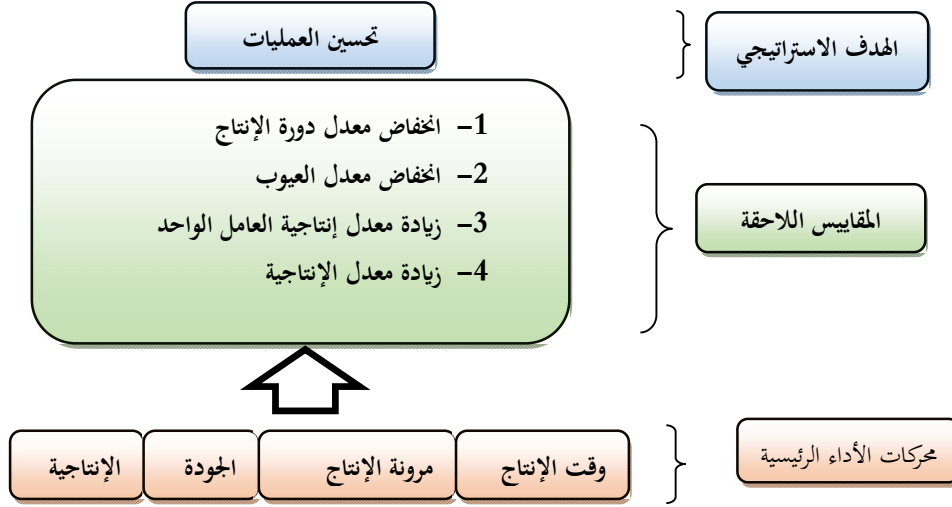 الهدف الاستراتيجي
تحسين العمليات
المقاييس اللاحقة
1– انخفاض معدل دورة الإنتاج
2– انخفاض معدل العيوب
3– زيادة معدل إنتاجية العامل الواحد
4– زيادة معدل الإنتاجية
محركات الأداء الرئيسية
وقت الإنتاج
مرونة الإنتاج
الجودة
الإنتاجية